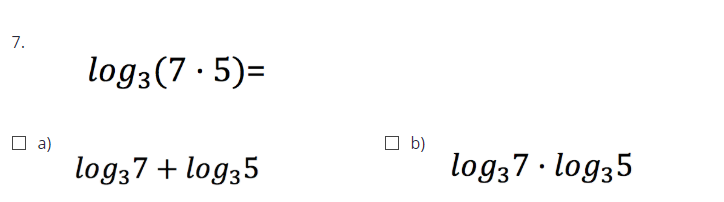 7.
log₃(7 · 5)=
a) log₃7 + log₃5
b) log₃7 · log₃5